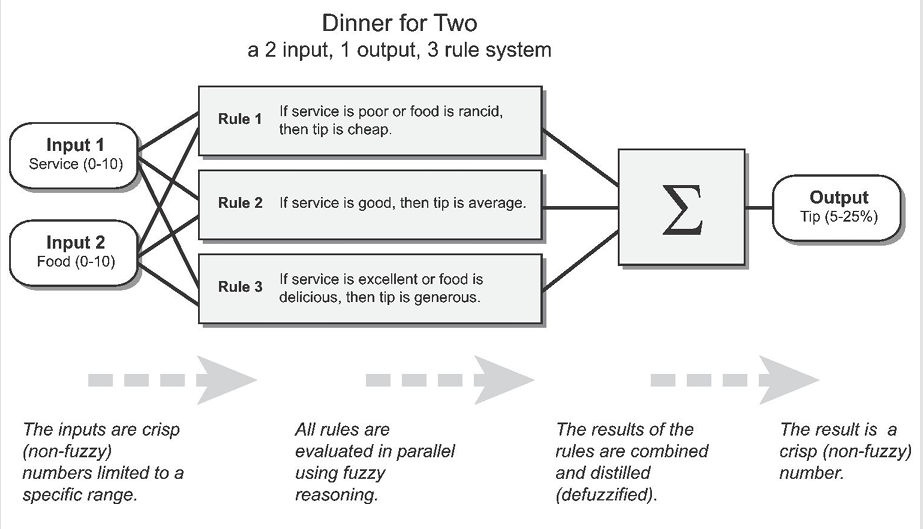 Dinner for Two
a 2 input, 1 output, 3 rule system
Input 1
Service (0-10)
Input 2
Food (0-10)
Rule 1
If service is poor or food is rancid,
then tip is cheap.
Rule 2
If service is good, then tip is average.
Rule 3
If service is excellent or food is
delicious, then tip is generous.
Σ
Output
Tip (5-25%)
The inputs are crisp
(non-fuzzy)
numbers limited to a
specific range.
All rules are
evaluated in parallel
using fuzzy
reasoning.
The results of the
rules are combined
and distilled
(defuzzified).
The result is a
crisp (non-fuzzy)
number.